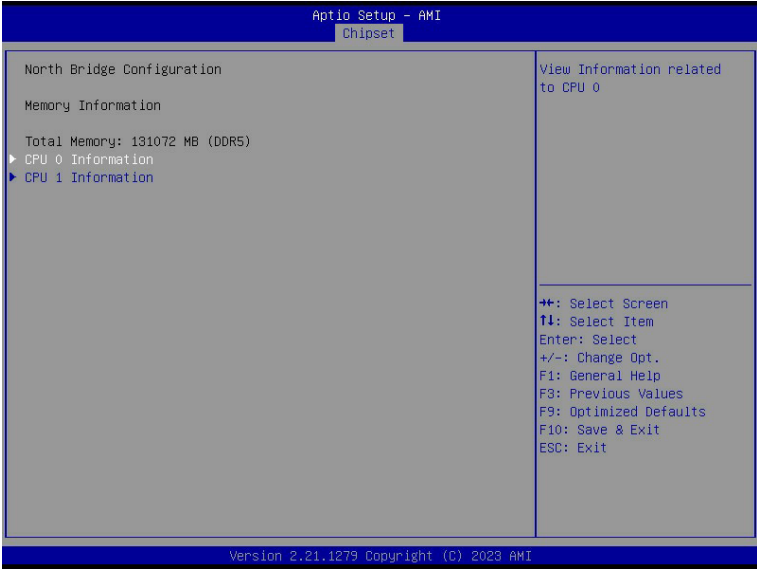 Aptio Setup – AMI
Chipset
North Bridge Configuration
Memory Information
Total Memory: 131072 MB (DDR5)
▶ CPU 0 Information
▶ CPU 1 Information
View Information related
to CPU 0
→←: Select Screen
↑↓: Select Item
Enter: Select
+/-: Change Opt.
F1: General Help
F3: Previous Values
F9: Optimized Defaults
F10: Save & Exit
ESC: Exit
Version 2.21.1279 Copyright (C) 2023 AMI